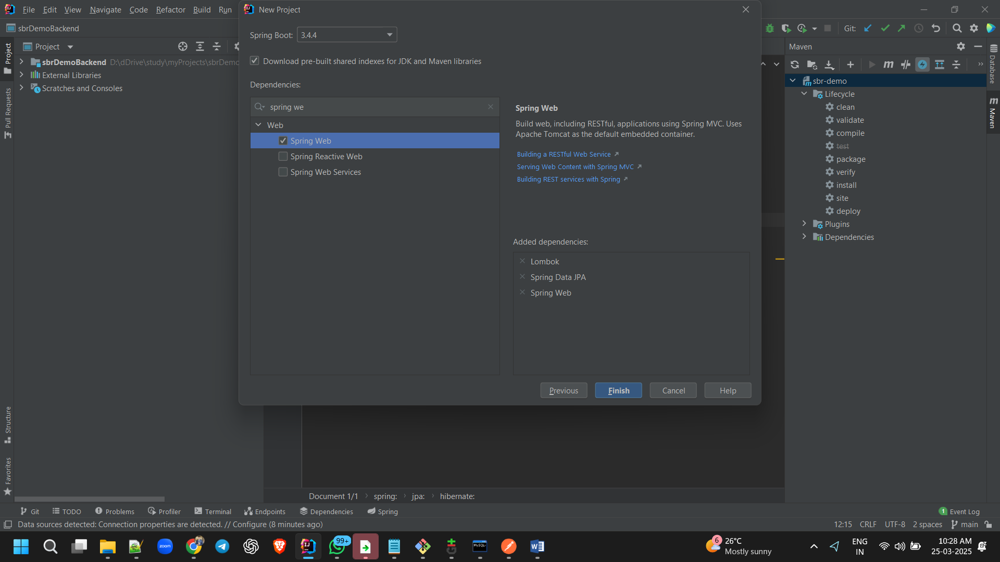 File Edit View Navigate Code Refactor Build Run
New Project
sbrDemoBackend
Git:
Spring Boot: 3.4.4
Project
Maven
Download pre-built shared indexes for JDK and Maven libraries
sbrDemoBackend D:\dDrive\study\myProjects\sbrDemo
External Libraries
Scratches and Consoles
Dependencies:
spring we
Web
Spring Web
Spring Reactive Web
Spring Web Services
Spring Web
Build web, including RESTful, applications using Spring MVC. Uses
Apache Tomcat as the default embedded container.
Building a RESTful Web Service
Serving Web Content with Spring MVC
Building REST services with Spring
Added dependencies:
Lombok
Spring Data JPA
Spring Web
Previous Finish Cancel Help
sbr-demo
Lifecycle
clean
validate
compile
test
package
verify
install
site
deploy
Plugins
Dependencies
Project
Pull Requests
Structure
Favorites
Database
Maven
Document 1/1 spring: jpa: hibernate:
Git TODO Problems Profiler Terminal Endpoints Dependencies Spring
1 Event Log
Data sources detected: Connection properties are detected. // Configure (8 minutes ago)
12:15 CRLF UTF-8 2 spaces main
zoom
99+
MySQL
6
26°C
Mostly sunny
ENG
IN
10:28 AM
25-03-2025